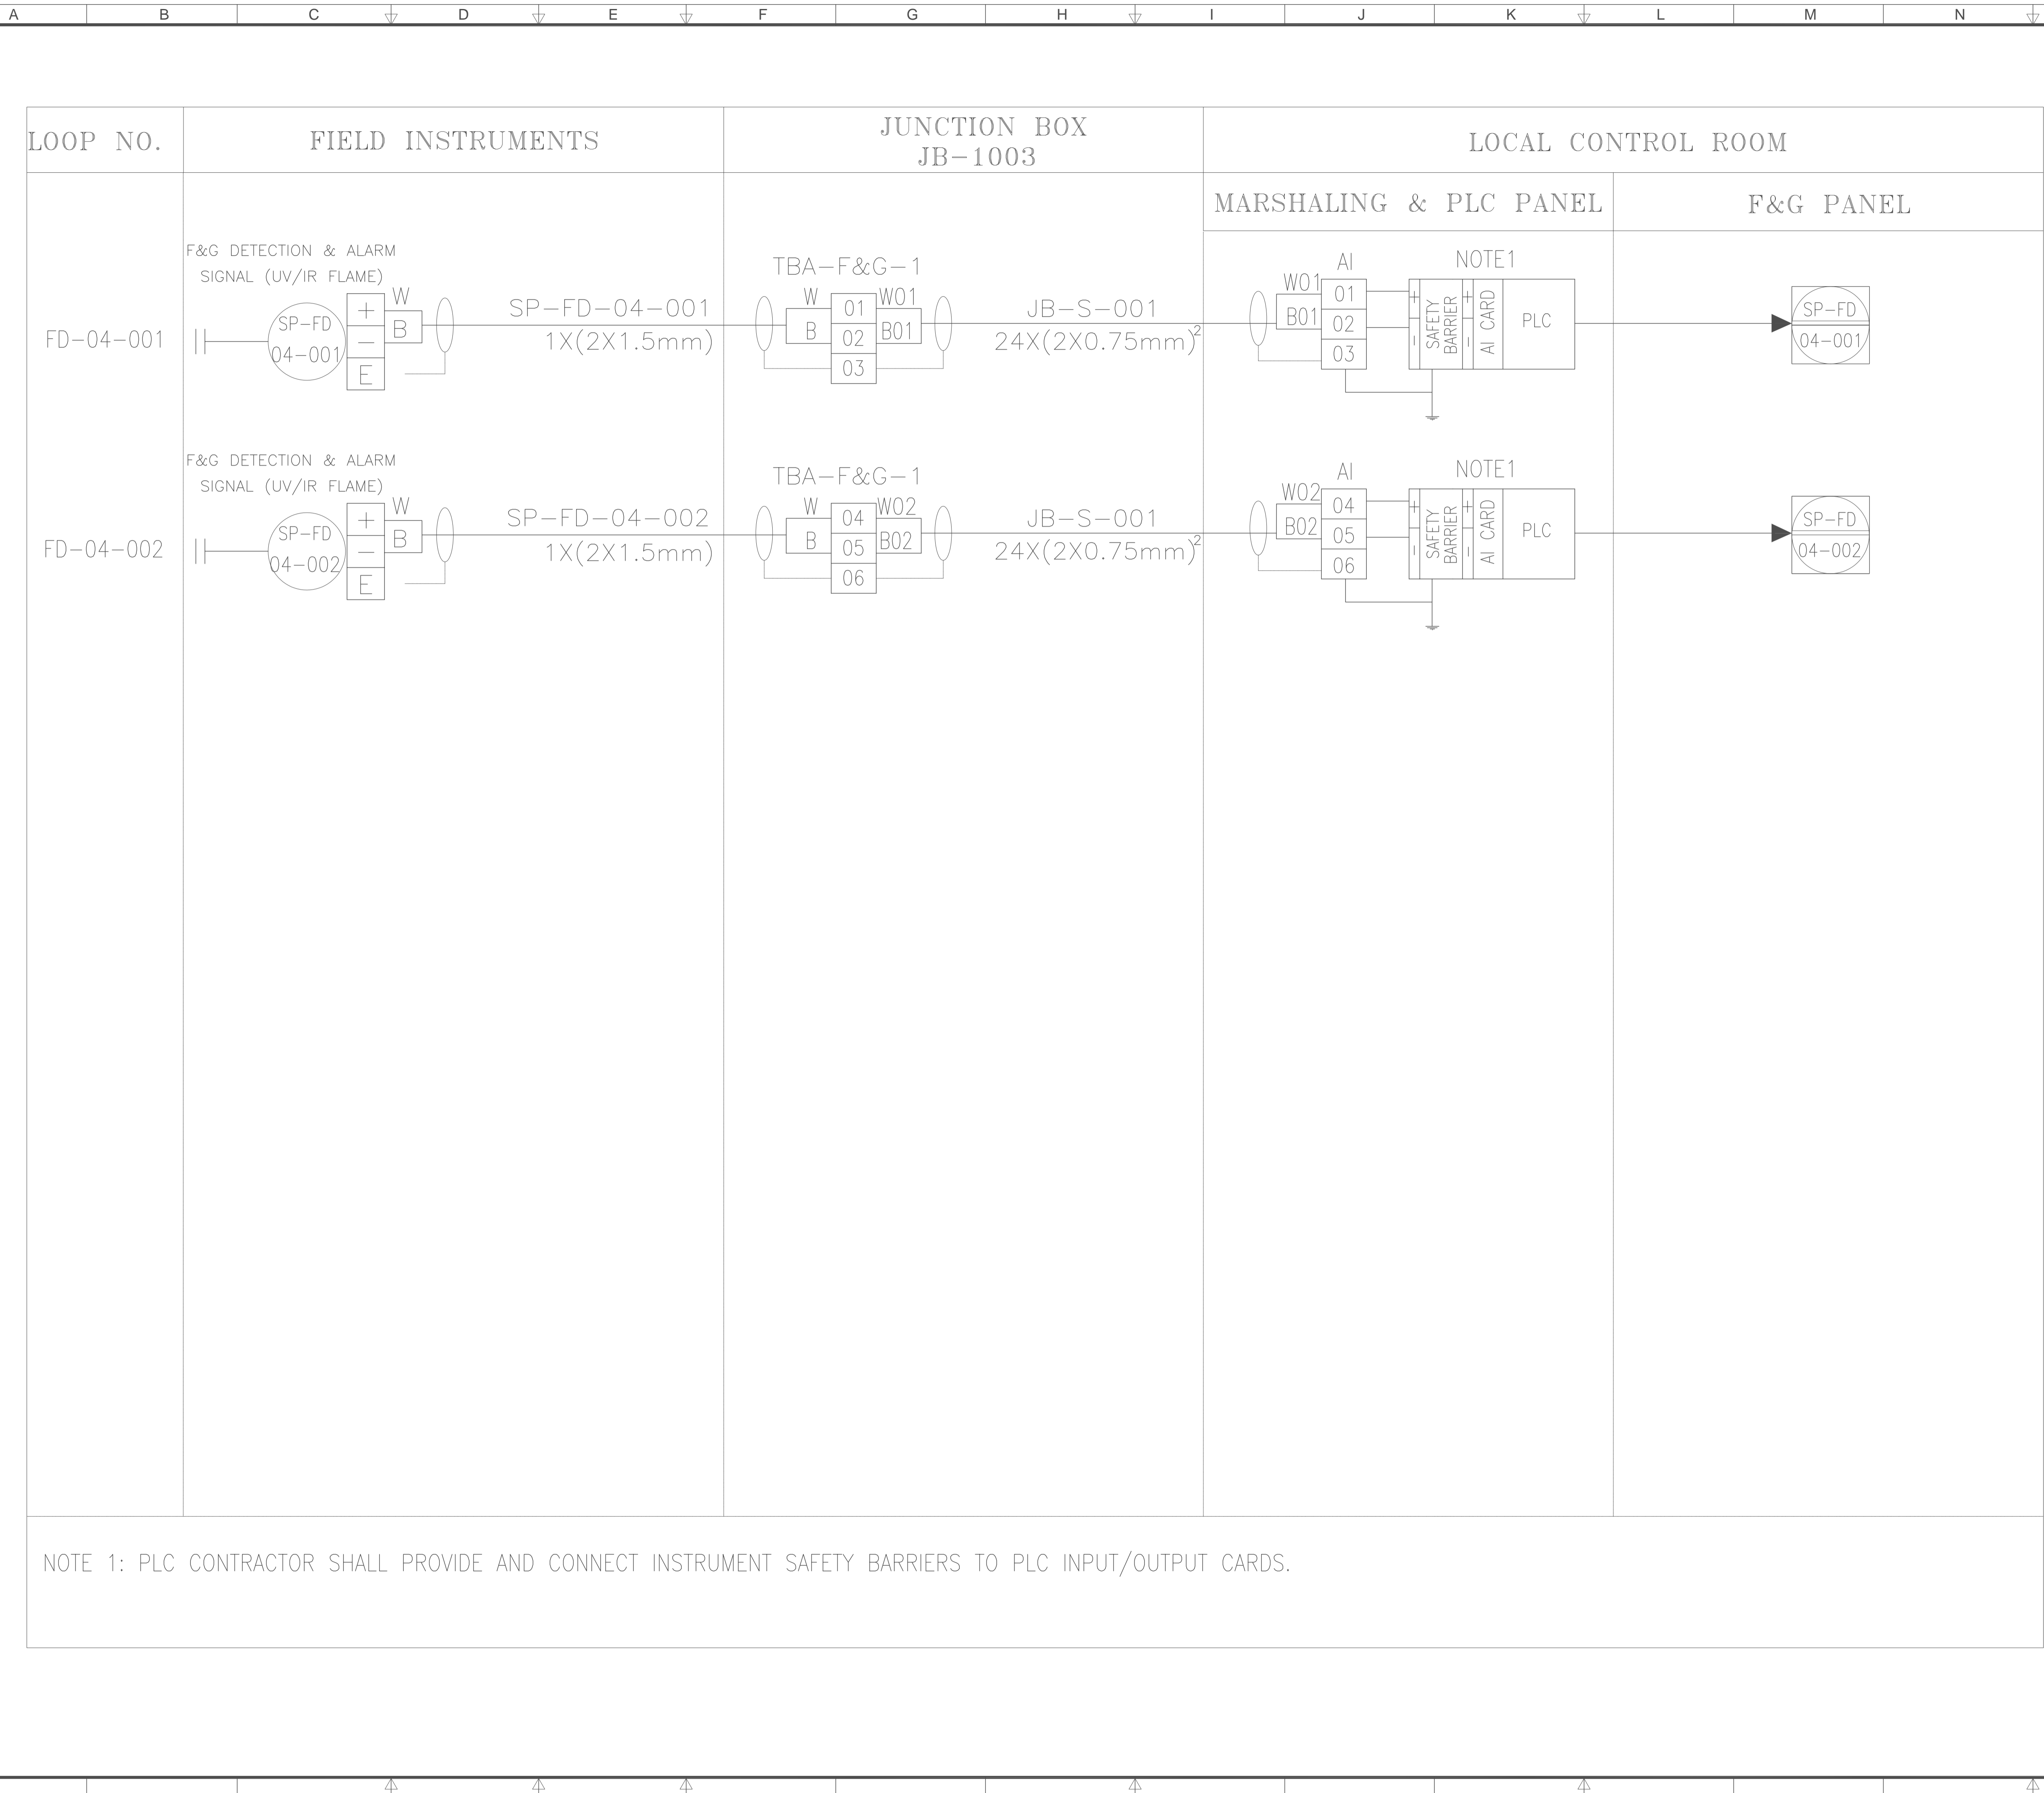 A B C D E F G H I J K L M N
LOOP NO.
FIELD INSTRUMENTS
JUNCTION BOX
JB-1003
LOCAL CONTROL ROOM
MARSHALING & PLC PANEL
F&G PANEL
FD-04-001
F&G DETECTION & ALARM
SIGNAL (UV/IR FLAME)
SP-FD
04-001
+
-
E
W
B
SP-FD-04-001
1X(2X1.5mm)
TBA-F&G-1
W
B
01
02
03
W01
B01
JB-S-001
24X(2X0.75mm)²
AI
W01
B01
01
02
03
NOTE1
+
-
SAFETY
BARRIER
+
-
AI CARD
PLC
SP-FD
04-001
FD-04-002
F&G DETECTION & ALARM
SIGNAL (UV/IR FLAME)
SP-FD
04-002
+
-
E
W
B
SP-FD-04-002
1X(2X1.5mm)
TBA-F&G-1
W
B
04
05
06
W02
B02
JB-S-001
24X(2X0.75mm)²
AI
W02
B02
04
05
06
NOTE1
+
-
SAFETY
BARRIER
+
-
AI CARD
PLC
SP-FD
04-002
NOTE 1: PLC CONTRACTOR SHALL PROVIDE AND CONNECT INSTRUMENT SAFETY BARRIERS TO PLC INPUT/OUTPUT CARDS.